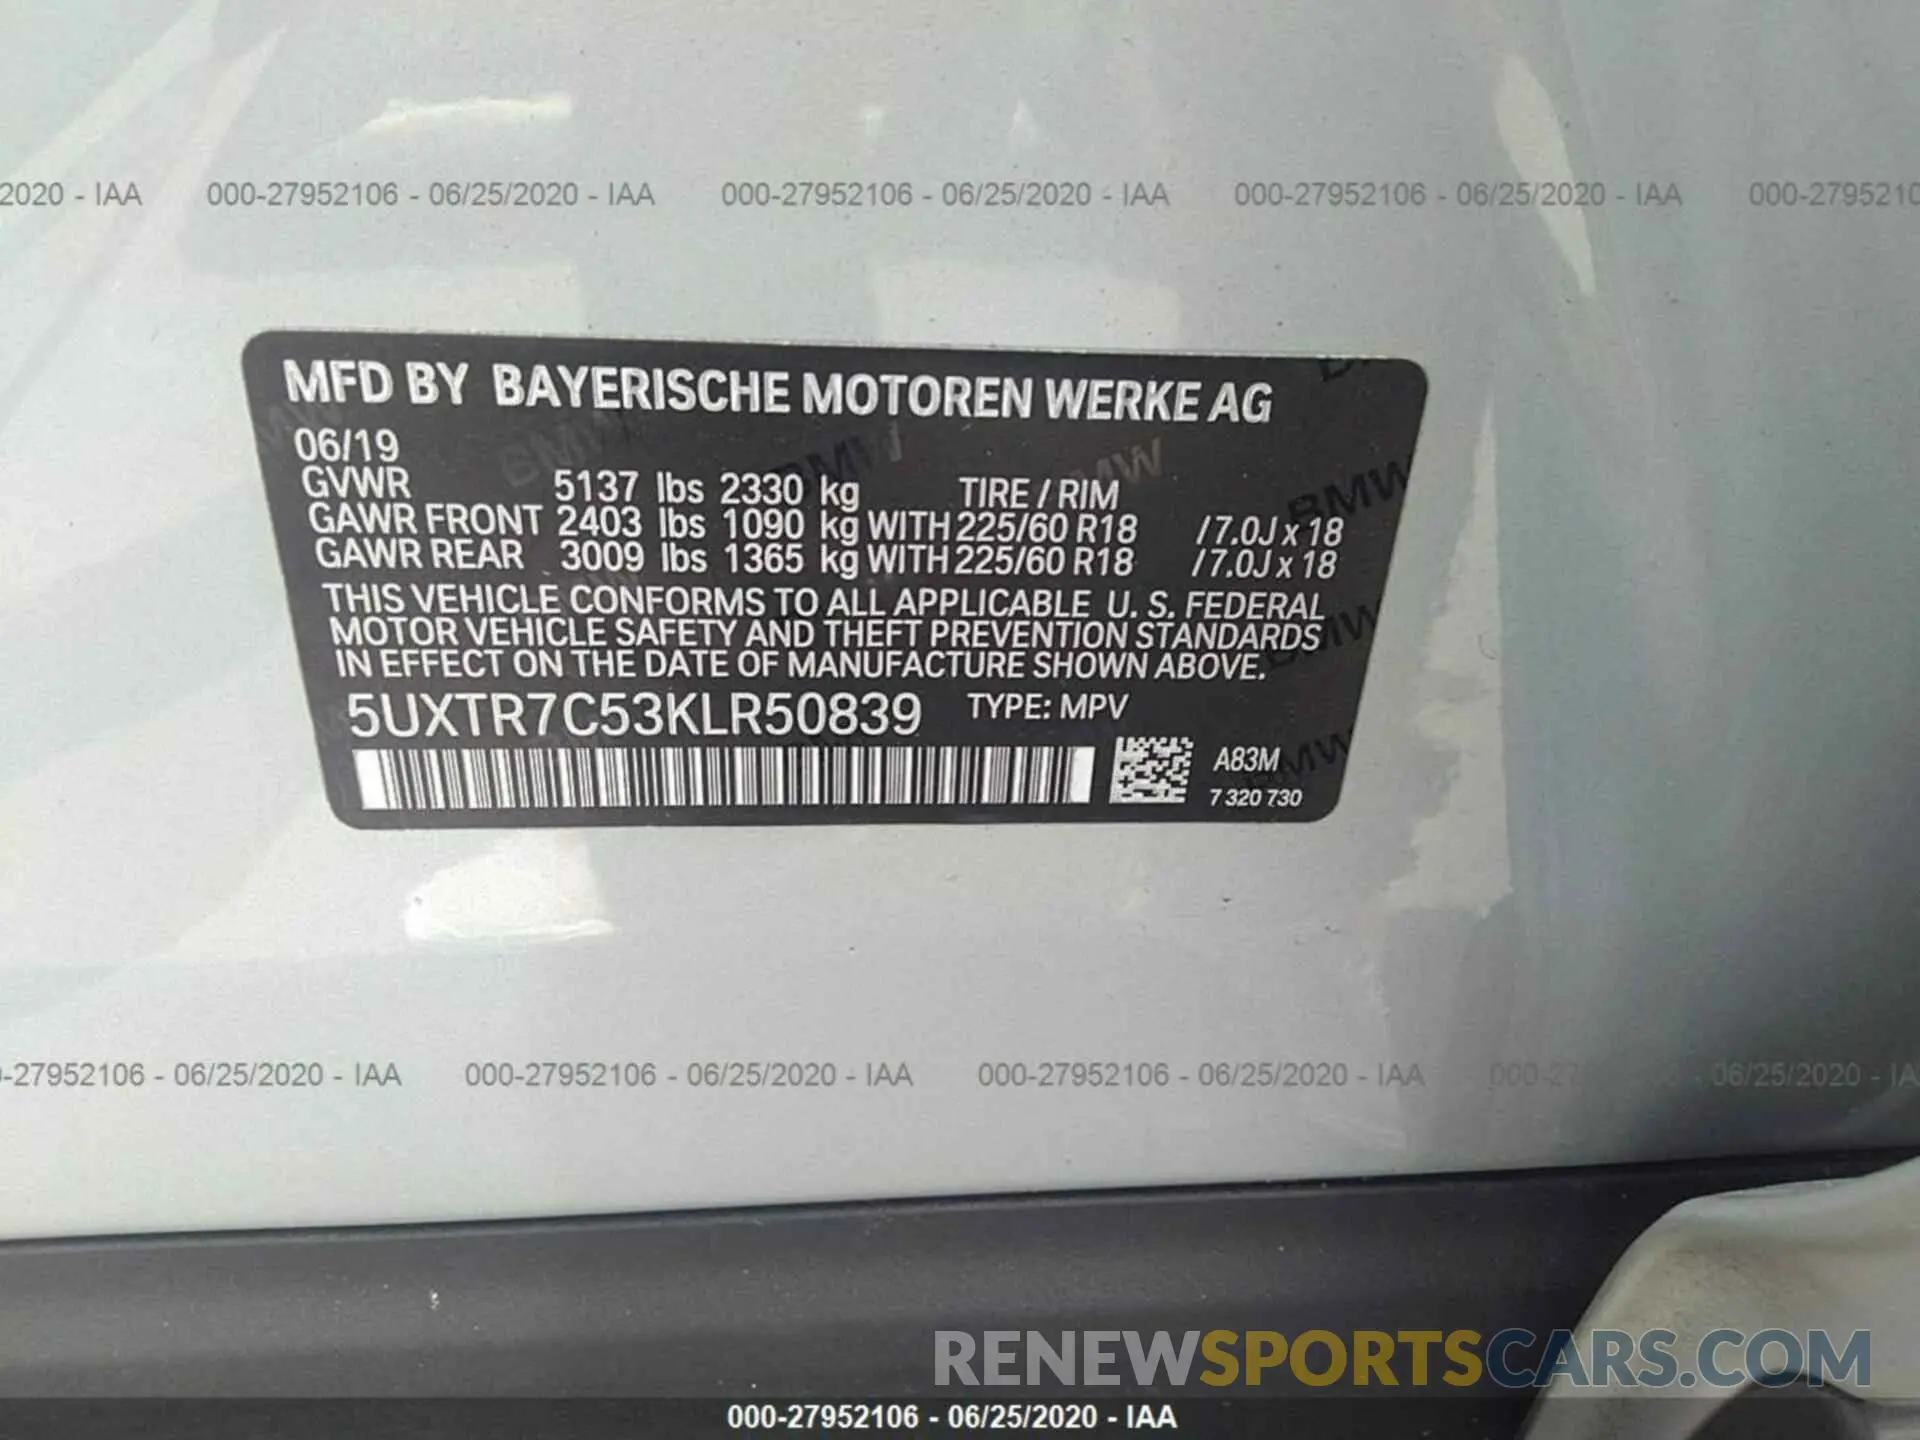 2020 - IAA 000-27952106 - 06/25/2020 - IAA 000-27952106 - 06/25/2020 - IAA 000-27952106 - 06/25/2020 - IAA 000-2795210
MFD BY BAYERISCHE MOTOREN WERKE AG
06/19
GVWR 5137 lbs 2330 kg TIRE / RIM
GAWR FRONT 2403 lbs 1090 kg WITH 225/60 R18 / 7.0J x 18
GAWR REAR 3009 lbs 1365 kg WITH 225/60 R18 / 7.0J x 18
THIS VEHICLE CONFORMS TO ALL APPLICABLE U. S. FEDERAL
MOTOR VEHICLE SAFETY AND THEFT PREVENTION STANDARDS
IN EFFECT ON THE DATE OF MANUFACTURE SHOWN ABOVE.
5UXTR7C53KLR50839 TYPE: MPV
A83M
7 320 730
-27952106 - 06/25/2020 - IAA 000-27952106 - 06/25/2020 - IAA 000-27952106 - 06/25/2020 - IAA 06/25/2020 - IA
RENEWSPORTSCARS.COM
000-27952106 - 06/25/2020 - IAA